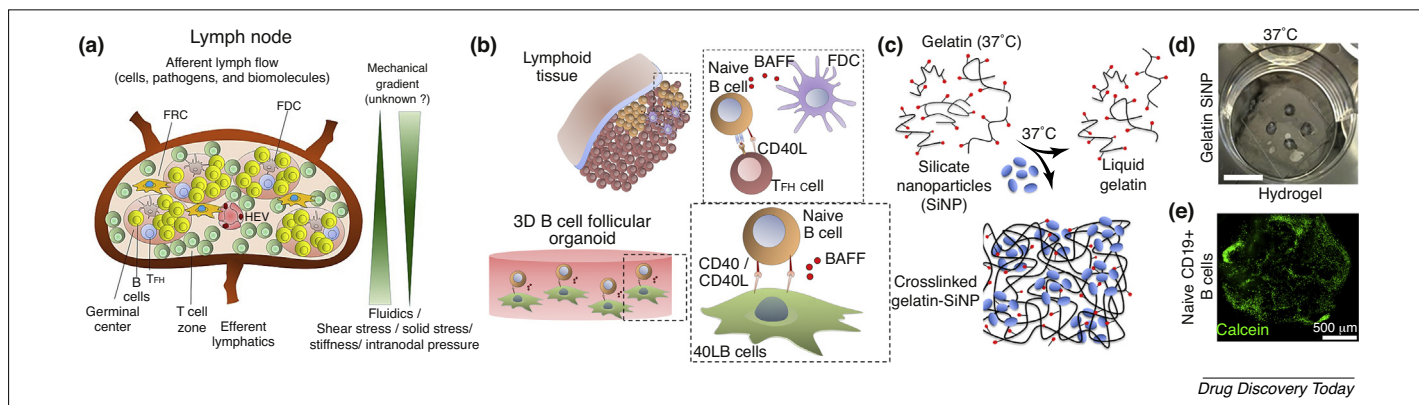 (a)
Lymph node
Afferent lymph flow
(cells, pathogens, and biomolecules)
FRC
FDC
HEV
B
cells
TFH
Germinal
center
T cell
zone
Efferent
lymphatics
Mechanical
gradient
(unknown ?)
Fluidics /
Shear stress / solid stress/
stiffness/ intranodal pressure
(b)
Lymphoid
tissue
Naive
B cell
BAFF
FDC
CD40L
TFH cell
3D B cell follicular
organoid
Naive
B cell
CD40 /
CD40L
BAFF
40LB cells
(c)
Gelatin (37˚C)
37˚C
Silicate
nanoparticles
(SiNP)
Liquid
gelatin
Crosslinked
gelatin-SiNP
(d)
37˚C
Gelatin SiNP
Hydrogel
(e)
Naive CD19+
B cells
Calcein
500 μm
Drug Discovery Today